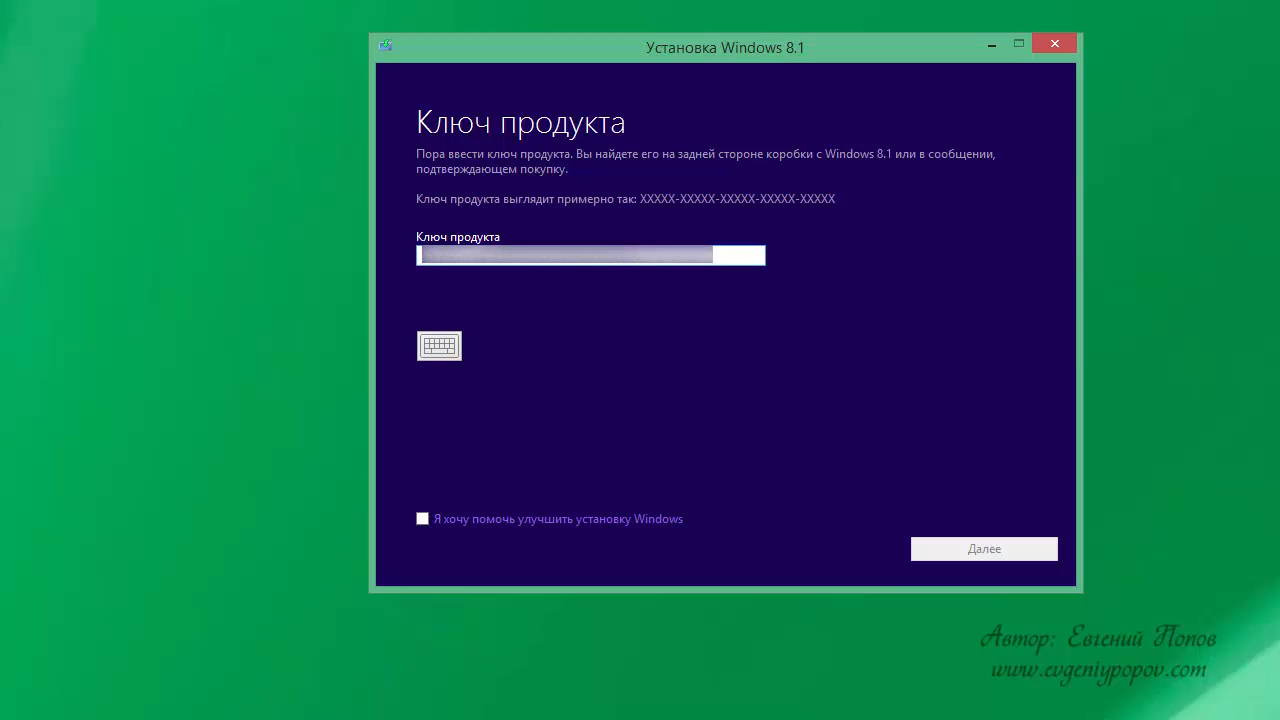 Установка Windows 8.1
Ключ продукта
Пора ввести ключ продукта. Вы найдете его на задней стороне коробки с Windows 8.1 или в сообщении,
подтверждающем покупку.
Ключ продукта выглядит примерно так: XXXXX-XXXXX-XXXXX-XXXXX-XXXXX
Ключ продукта
Я хочу помочь улучшить установку Windows
Далее
Автор: Евгений Попов
www.evgeniypopov.com